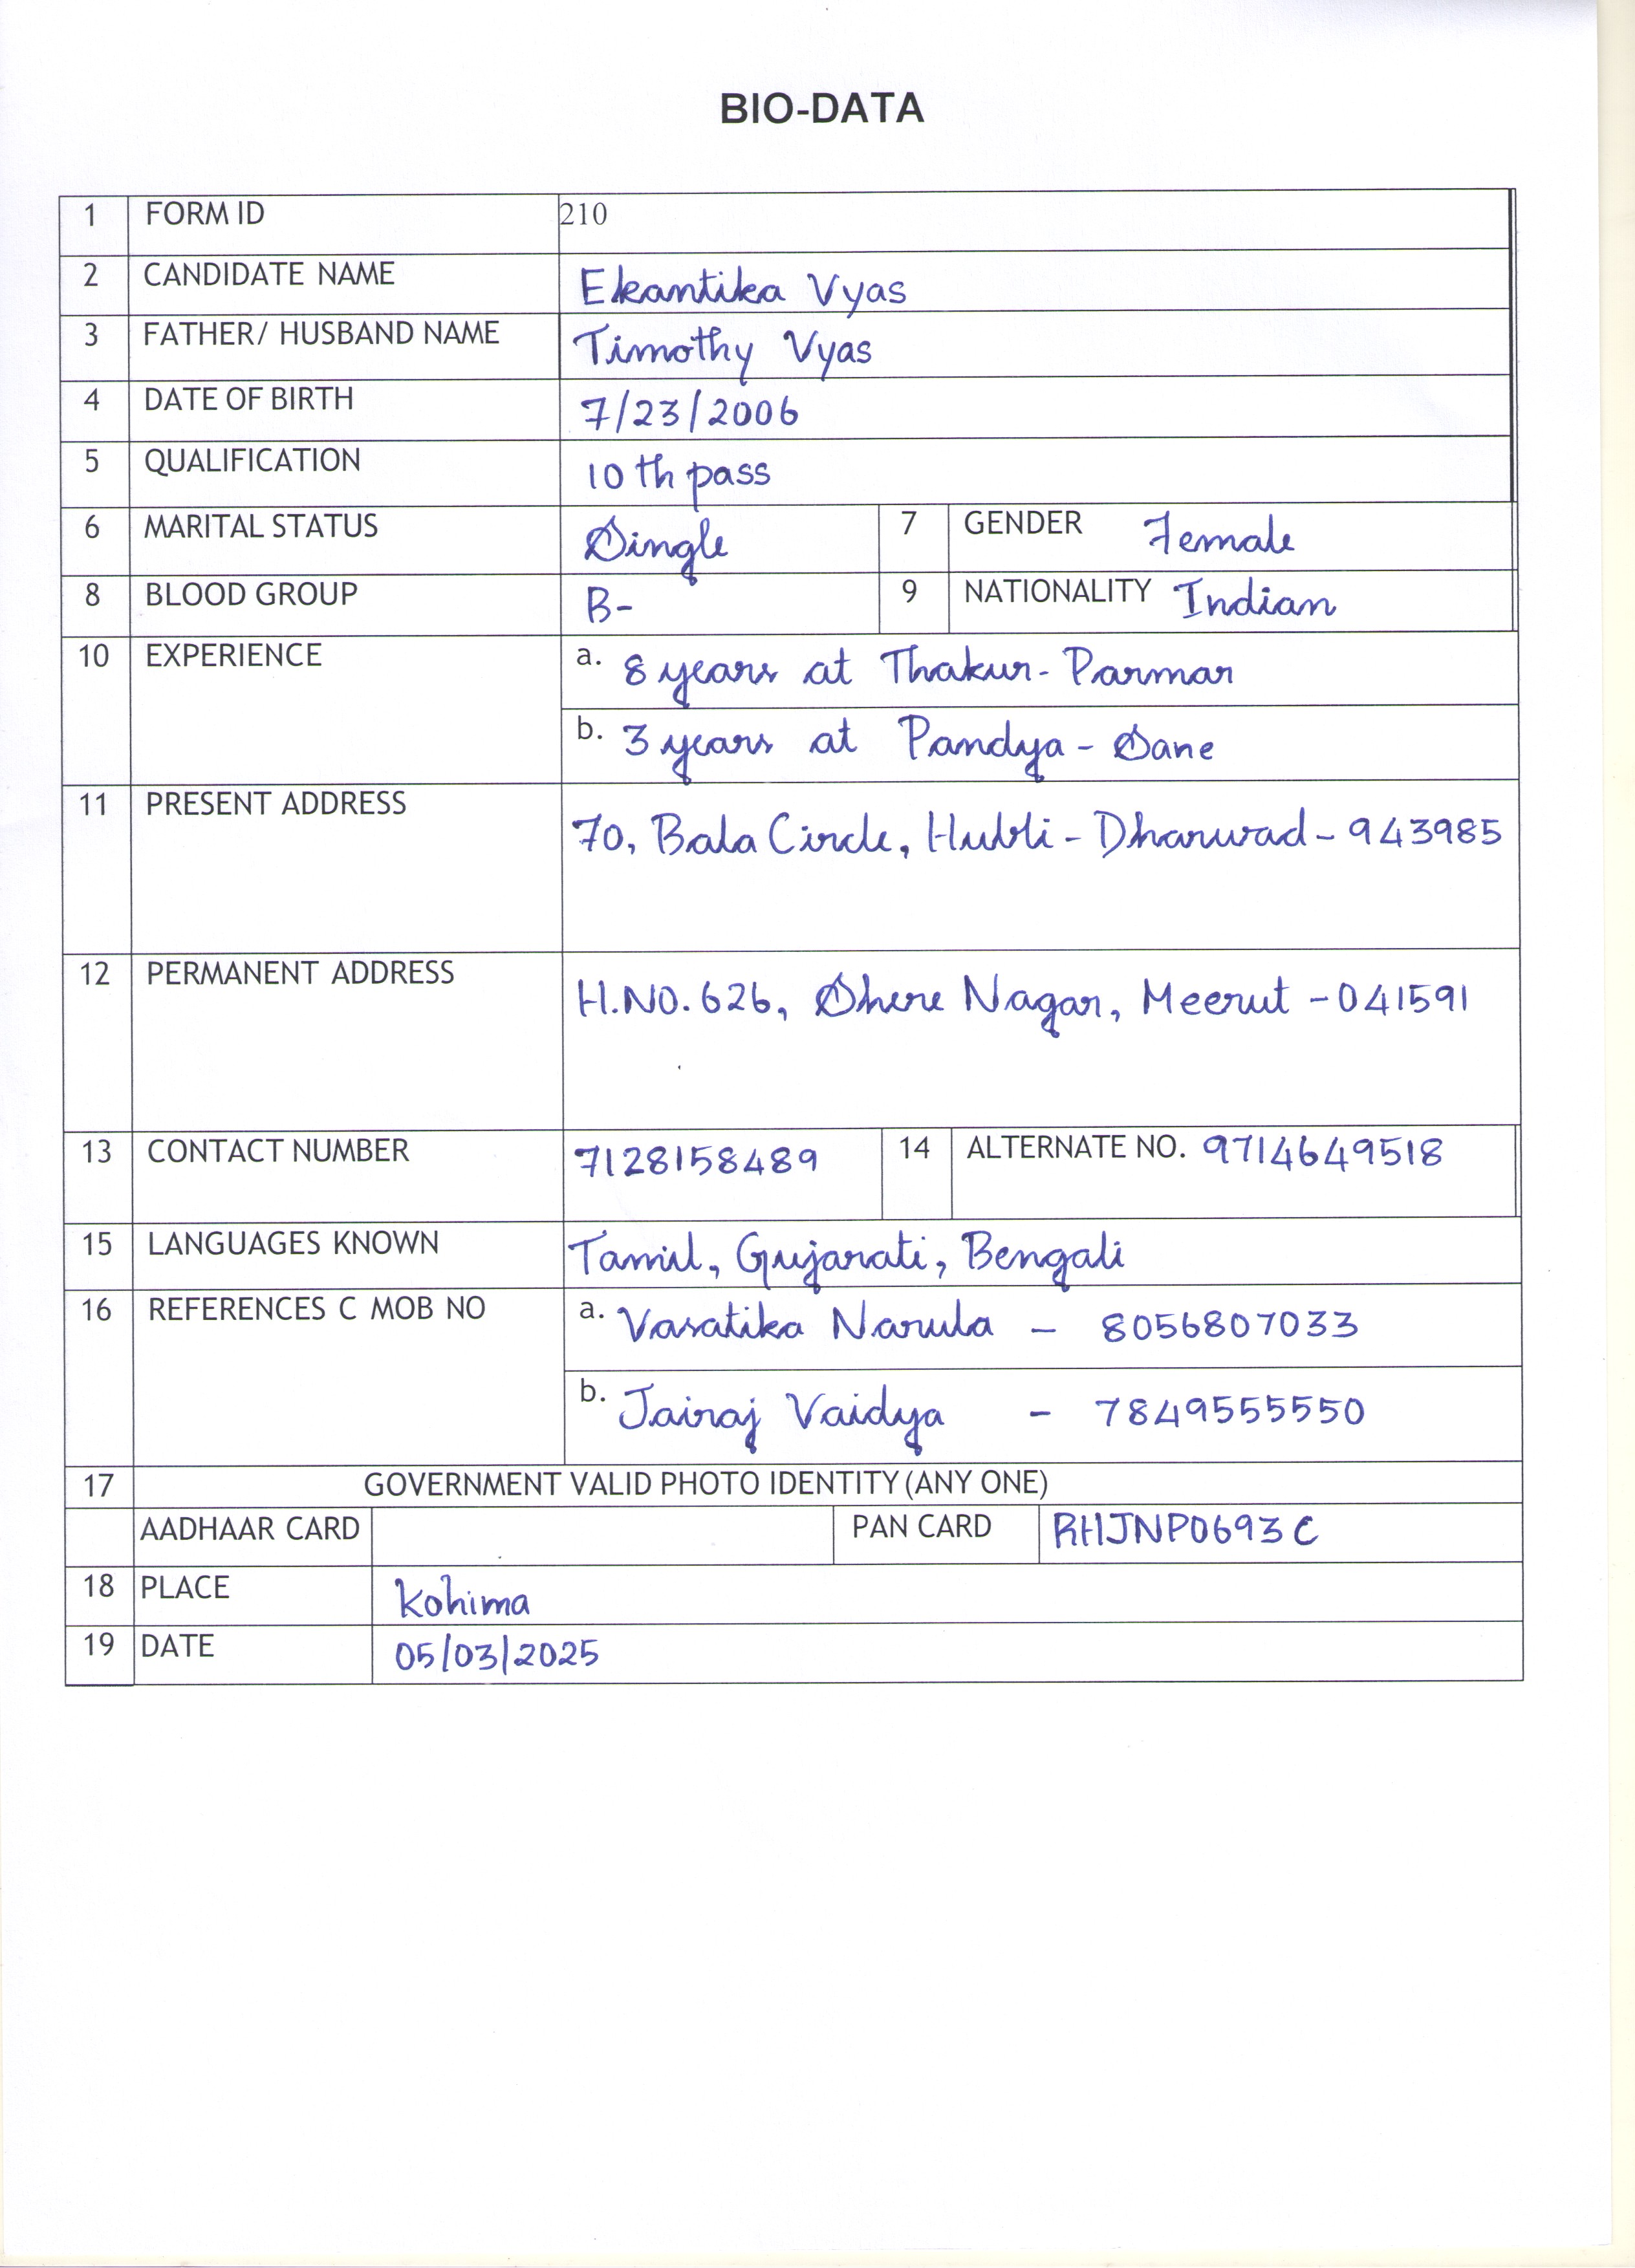 BIO-DATA
1 FORM ID 210
2 CANDIDATE NAME Ekantika Vyas
3 FATHER/ HUSBAND NAME Timothy Vyas
4 DATE OF BIRTH 7/23/2006
5 QUALIFICATION 10 th pass
6 MARITAL STATUS Single 7 GENDER Female
8 BLOOD GROUP B- 9 NATIONALITY Indian
10 EXPERIENCE a. 8 years at Thakur-Parmar
b. 3 years at Pandya - Sane
11 PRESENT ADDRESS 70, Bala Circle, Hubli - Dharwad - 943985
12 PERMANENT ADDRESS H.NO. 626, Shere Nagar, Meerut - 041591
13 CONTACT NUMBER 7128158489 14 ALTERNATE NO. 9714649518
15 LANGUAGES KNOWN Tamil, Gujarati, Bengali
16 REFERENCES C MOB NO a. Vasatika Narula - 8056807033
b. Jairaj Vaidya - 7849555550
17 GOVERNMENT VALID PHOTO IDENTITY (ANY ONE)
AADHAAR CARD PAN CARD RHJNP0693C
18 PLACE Kohima
19 DATE 05/03/2025